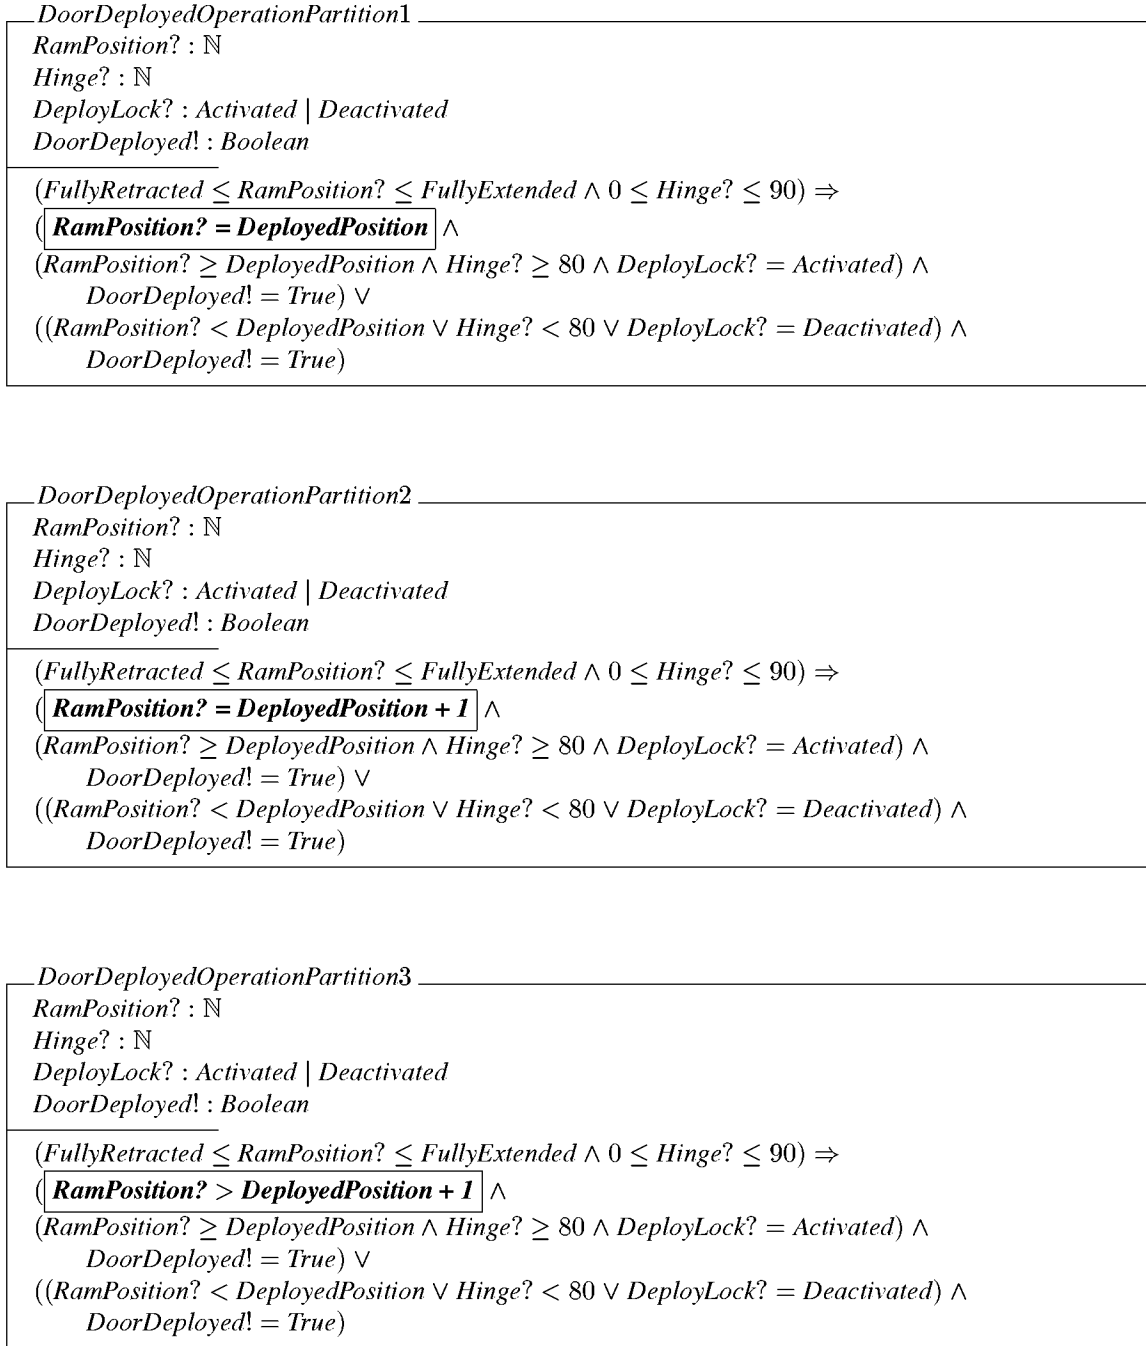 DoorDeployedOperationPartition1
RamPosition? : ℕ
Hinge? : ℕ
DeployLock? : Activated | Deactivated
DoorDeployed! : Boolean
(FullyRetracted ≤ RamPosition? ≤ FullyExtended ∧ 0 ≤ Hinge? ≤ 90) ⇒
(RamPosition? = DeployedPosition ∧
(RamPosition? ≥ DeployedPosition ∧ Hinge? ≥ 80 ∧ DeployLock? = Activated) ∧
DoorDeployed! = True) ∨
((RamPosition? < DeployedPosition ∨ Hinge? < 80 ∨ DeployLock? = Deactivated) ∧
DoorDeployed! = True)
DoorDeployedOperationPartition2
RamPosition? : ℕ
Hinge? : ℕ
DeployLock? : Activated | Deactivated
DoorDeployed! : Boolean
(FullyRetracted ≤ RamPosition? ≤ FullyExtended ∧ 0 ≤ Hinge? ≤ 90) ⇒
(RamPosition? = DeployedPosition + 1 ∧
(RamPosition? ≥ DeployedPosition ∧ Hinge? ≥ 80 ∧ DeployLock? = Activated) ∧
DoorDeployed! = True) ∨
((RamPosition? < DeployedPosition ∨ Hinge? < 80 ∨ DeployLock? = Deactivated) ∧
DoorDeployed! = True)
DoorDeployedOperationPartition3
RamPosition? : ℕ
Hinge? : ℕ
DeployLock? : Activated | Deactivated
DoorDeployed! : Boolean
(FullyRetracted ≤ RamPosition? ≤ FullyExtended ∧ 0 ≤ Hinge? ≤ 90) ⇒
(RamPosition? > DeployedPosition + 1 ∧
(RamPosition? ≥ DeployedPosition ∧ Hinge? ≥ 80 ∧ DeployLock? = Activated) ∧
DoorDeployed! = True) ∨
((RamPosition? < DeployedPosition ∨ Hinge? < 80 ∨ DeployLock? = Deactivated) ∧
DoorDeployed! = True)